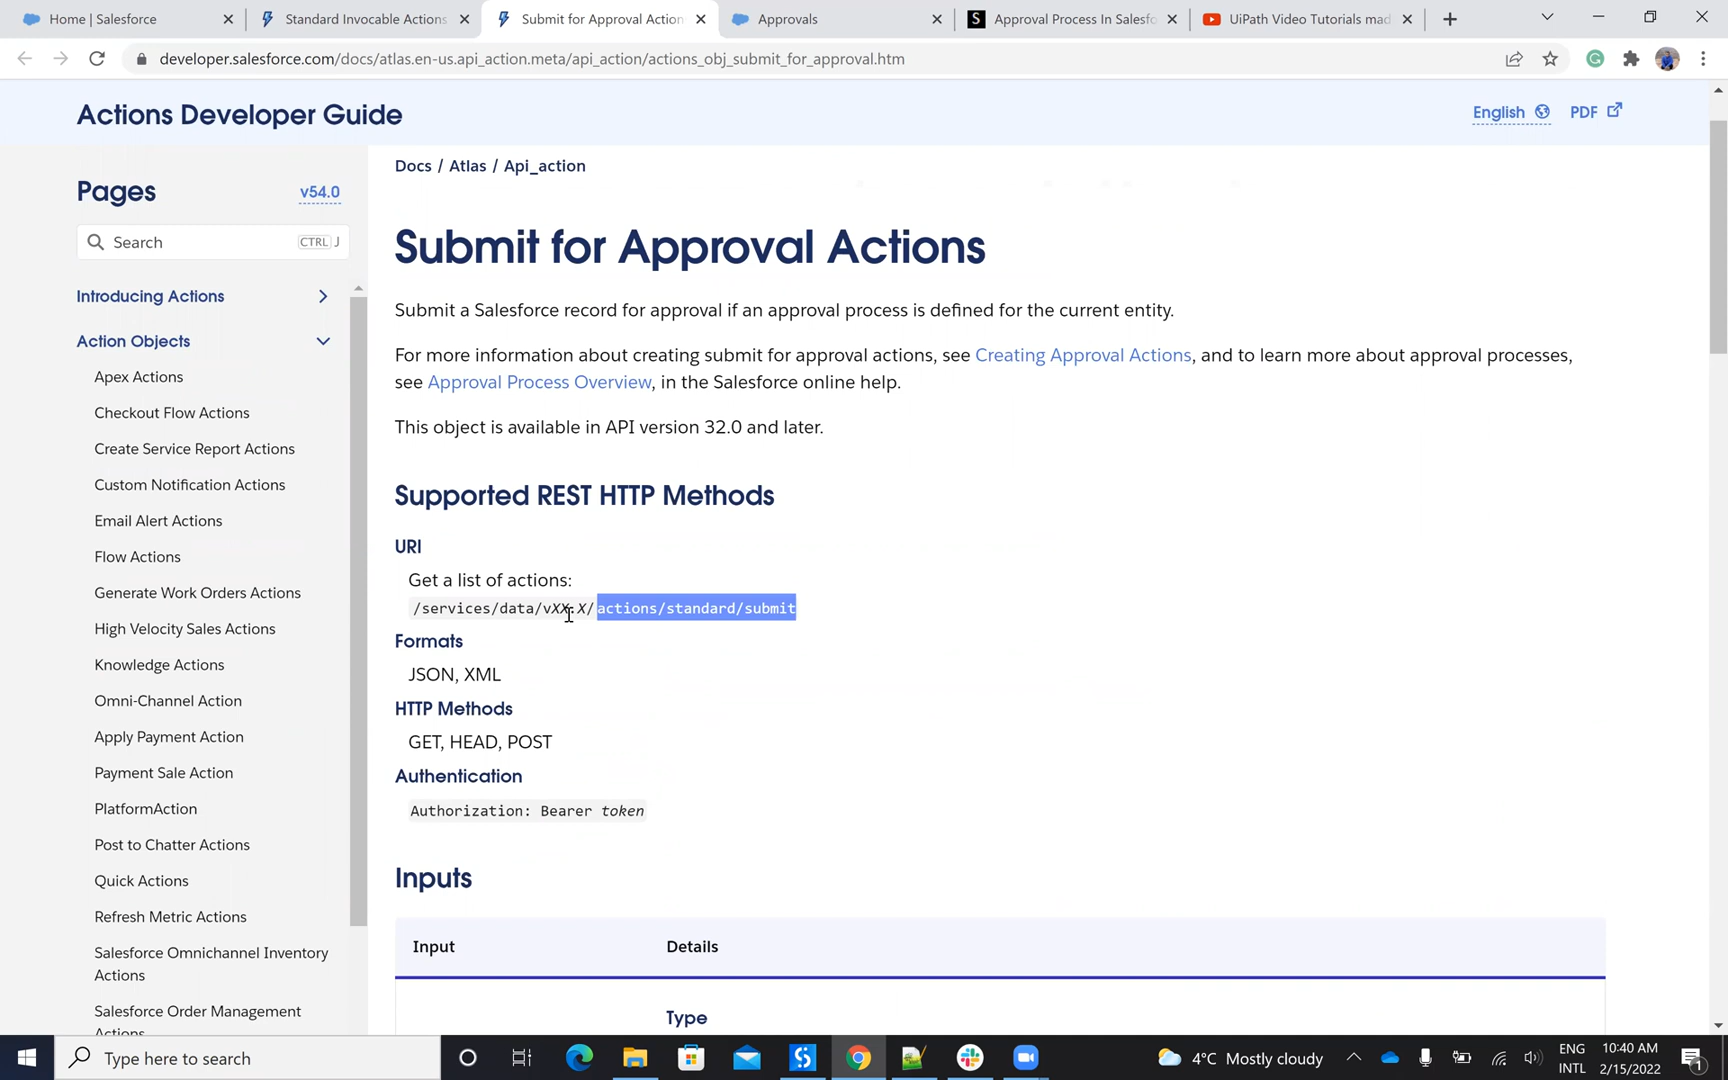 Home | Salesforce
Standard Invocable Actions
Submit for Approval Action
Approvals
Approval Process In Salesfo
UiPath Video Tutorials mad
developer.salesforce.com/docs/atlas.en-us.api_action.meta/api_action/actions_obj_submit_for_approval.htm
Actions Developer Guide
English
PDF
Pages
v54.0
Search
CTRL J
Introducing Actions
Action Objects
Apex Actions
Checkout Flow Actions
Create Service Report Actions
Custom Notification Actions
Email Alert Actions
Flow Actions
Generate Work Orders Actions
High Velocity Sales Actions
Knowledge Actions
Omni-Channel Action
Apply Payment Action
Payment Sale Action
PlatformAction
Post to Chatter Actions
Quick Actions
Refresh Metric Actions
Salesforce Omnichannel Inventory
Actions
Salesforce Order Management
Actions
Docs / Atlas / Api_action
Submit for Approval Actions
Submit a Salesforce record for approval if an approval process is defined for the current entity.
For more information about creating submit for approval actions, see Creating Approval Actions, and to learn more about approval processes,
see Approval Process Overview, in the Salesforce online help.
This object is available in API version 32.0 and later.
Supported REST HTTP Methods
URI
Get a list of actions:
/services/data/vXX.X/actions/standard/submit
Formats
JSON, XML
HTTP Methods
GET, HEAD, POST
Authentication
Authorization: Bearer token
Inputs
Input Details
Type
Type here to search
4°C Mostly cloudy
ENG
INTL
10:40 AM
2/15/2022
1